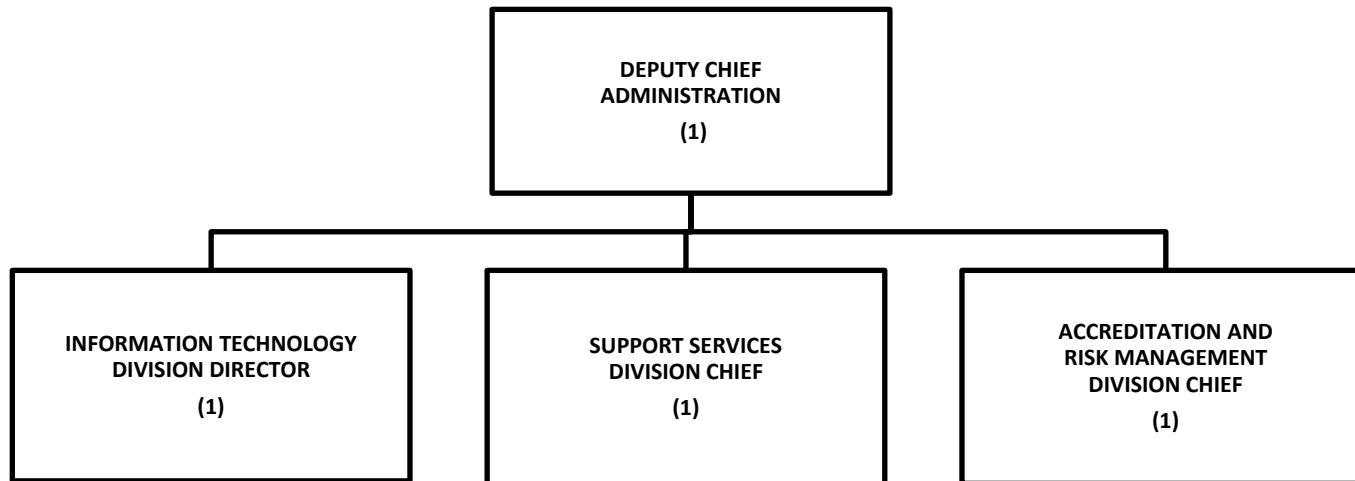 DEPUTY CHIEF
ADMINISTRATION
(1)
INFORMATION TECHNOLOGY
DIVISION DIRECTOR
(1)
SUPPORT SERVICES
DIVISION CHIEF
(1)
ACCREDITATION AND
RISK MANAGEMENT
DIVISION CHIEF
(1)